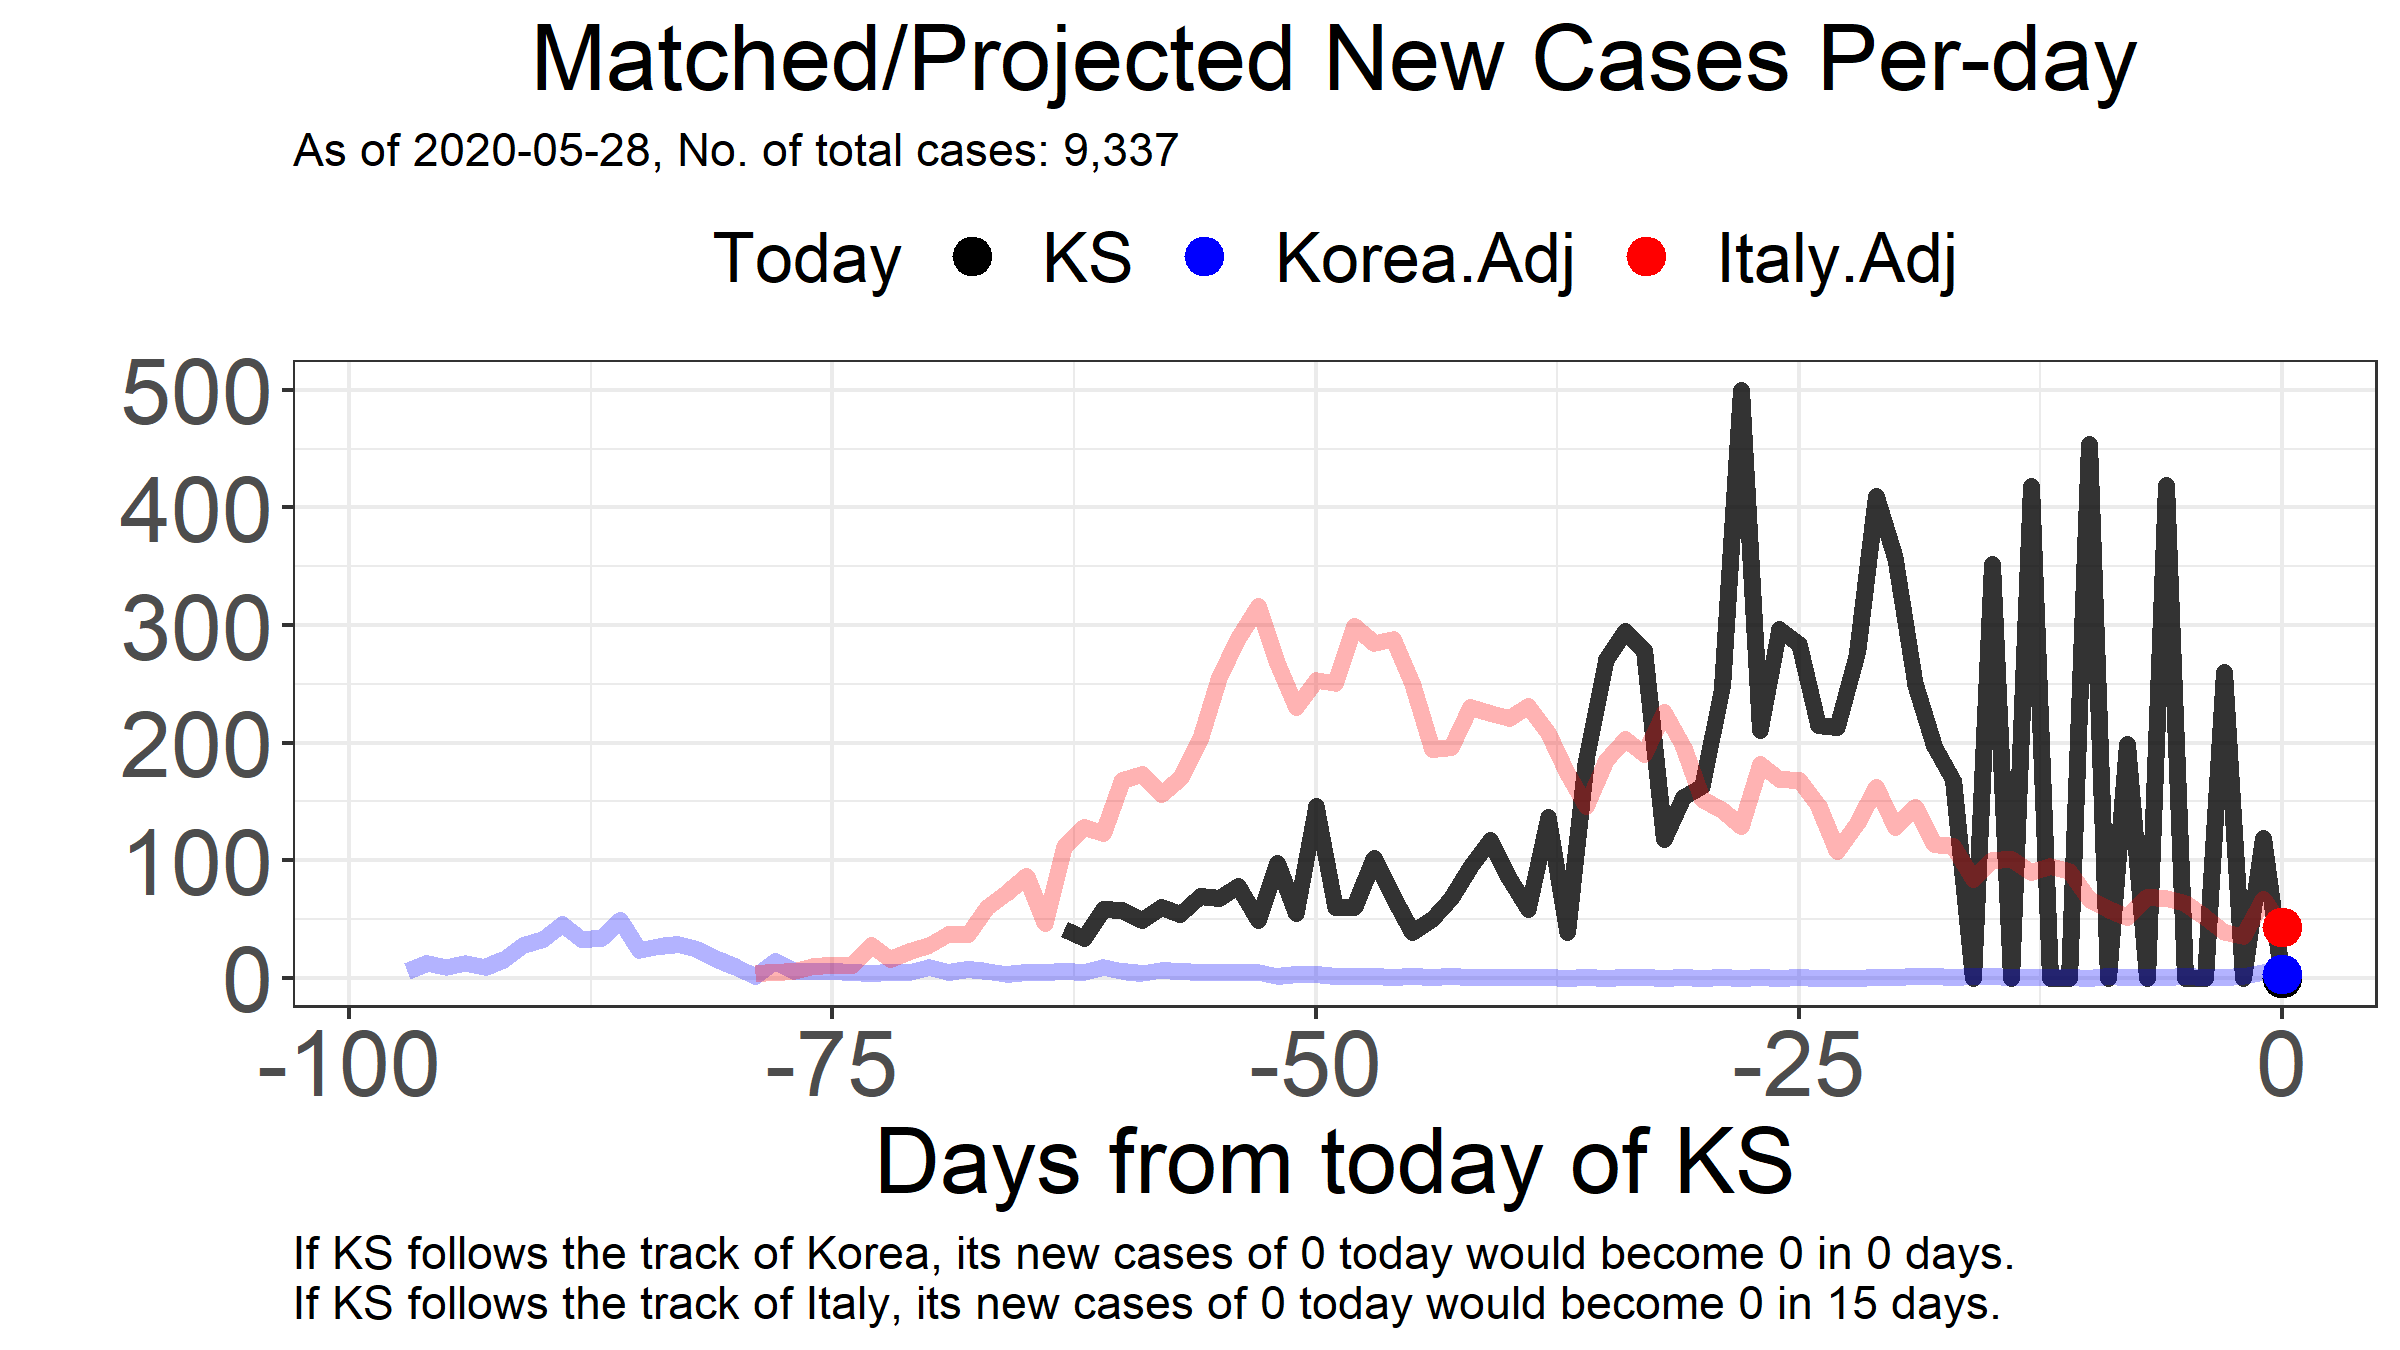 Matched/Projected New Cases Per-day
As of 2020-05-28, No. of total cases: 9,337
Today KS Korea.Adj Italy.Adj
500
400
300
200
100
0
-100 -75 -50 -25 0
Days from today of KS
If KS follows the track of Korea, its new cases of 0 today would become 0 in 0 days.
If KS follows the track of Italy, its new cases of 0 today would become 0 in 15 days.